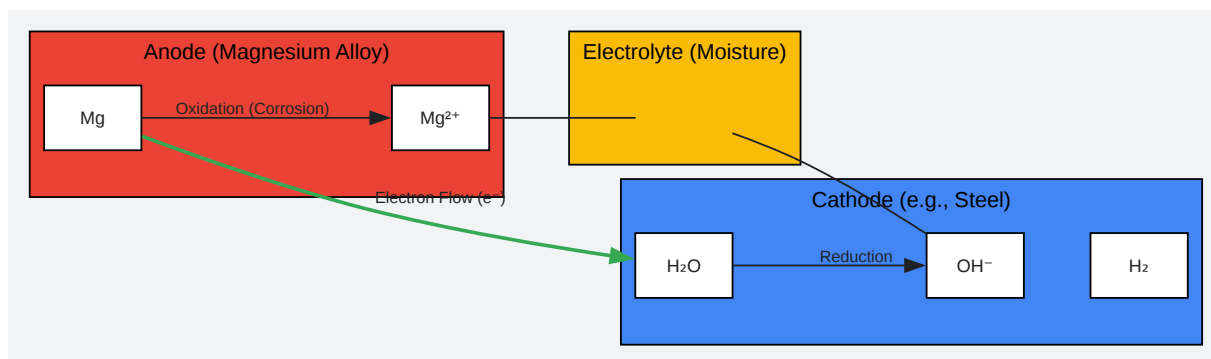 Anode (Magnesium Alloy)
Electrolyte (Moisture)
Mg
Oxidation (Corrosion)
Mg²⁺
Electron Flow (e⁻)
Cathode (e.g., Steel)
H₂O
Reduction
OH⁻
H₂